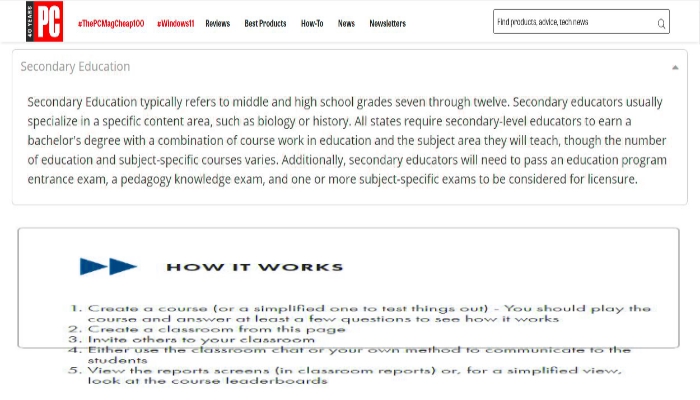 40 YEARS PC #ThePCMagCheap100 #Windows11 Reviews Best Products How-To News Newsletters Find products, advice, tech news
Secondary Education
Secondary Education typically refers to middle and high school grades seven through twelve. Secondary educators usually
specialize in a specific content area, such as biology or history. All states require secondary-level educators to earn a
bachelor's degree with a combination of course work in education and the subject area they will teach, though the number
of education and subject-specific courses varies. Additionally, secondary educators will need to pass an education program
entrance exam, a pedagogy knowledge exam, and one or more subject-specific exams to be considered for licensure.
HOW IT WORKS
1. Create a course (or a simplified one to test things out) - You should play the
course and answer at least a few questions to see how it works
2. Create a classroom from this page
3. Invite others to your classroom
4. Either use the classroom chat or your own method to communicate to the
students
5. View the reports screens (in classroom reports) or, for a simplified view,
look at the course leaderboards